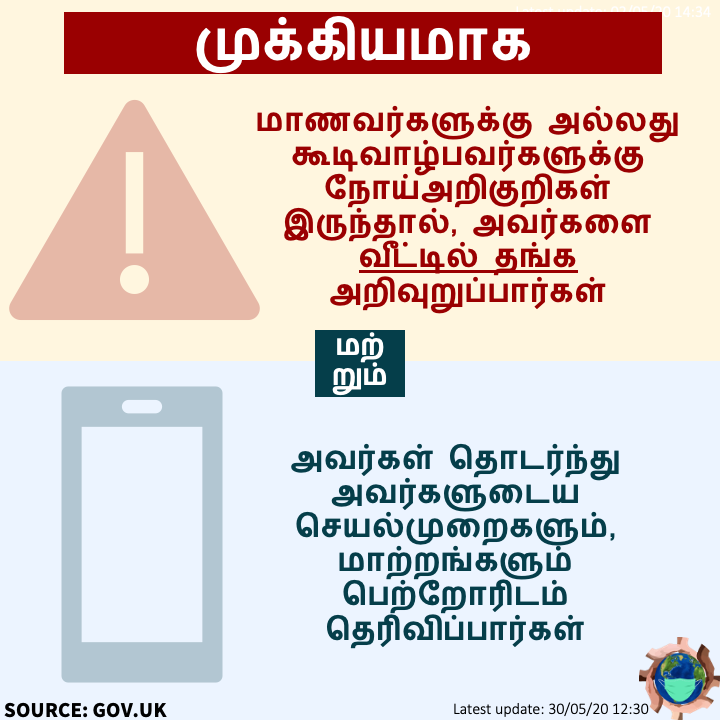 முக்கியமாக
மாணவர்களுக்கு அல்லது
கூடிவாழ்பவர்களுக்கு
நோய்அறிகுறிகள்
இருந்தால், அவர்களை
வீட்டில் தங்க
அறிவுறுப்பார்கள்
மற்
றும்
அவர்கள் தொடர்ந்து
அவர்களுடைய
செயல்முறைகளும்,
மாற்றங்களும்
பெற்றோரிடம்
தெரிவிப்பார்கள்
SOURCE: GOV.UK
Latest update: 30/05/20 12:30